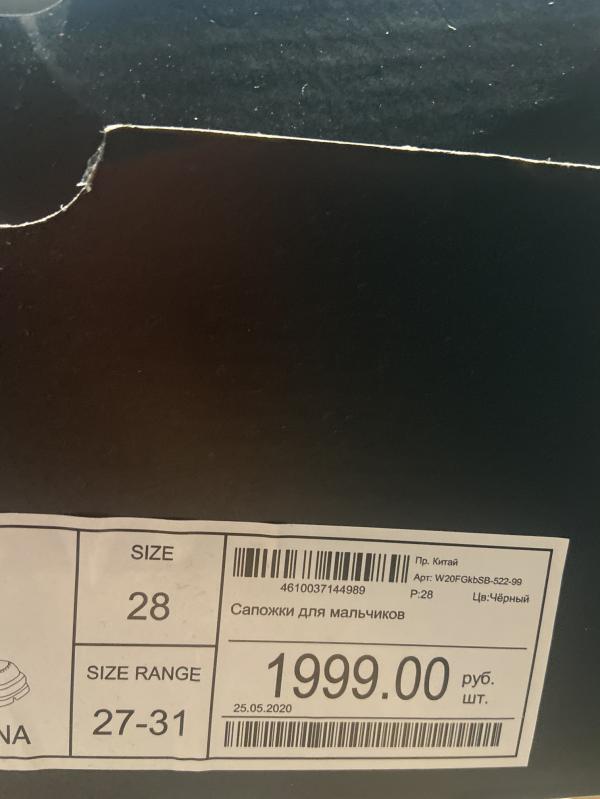 SIZE
28
SIZE RANGE
27-31
NA
Пр. Китай
Арт: W20FGkbSB-522-99
4610037144989
Р:28 Цв:Чёрный
Сапожки для мальчиков
1999.00 руб.
шт.
25.05.2020